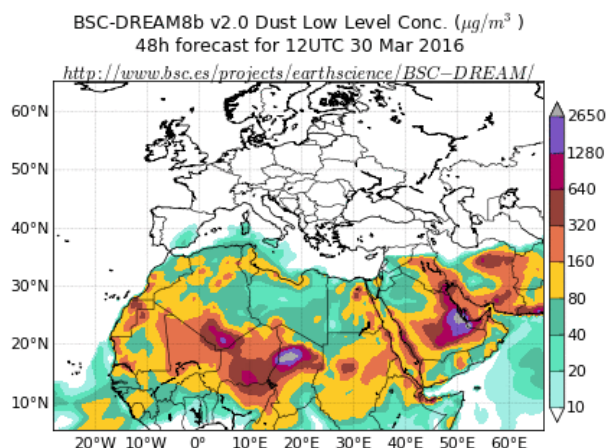 BSC-DREAM8b v2.0 Dust Low Level Conc. (μg/m³ )
48h forecast for 12UTC 30 Mar 2016
http://www.bsc.es/projects/earthscience/BSC−DREAM/
60°N
50°N
40°N
30°N
20°N
10°N
20°W 10°W 0° 10°E 20°E 30°E 40°E 50°E 60°E
2650
1280
640
320
160
80
40
20
10